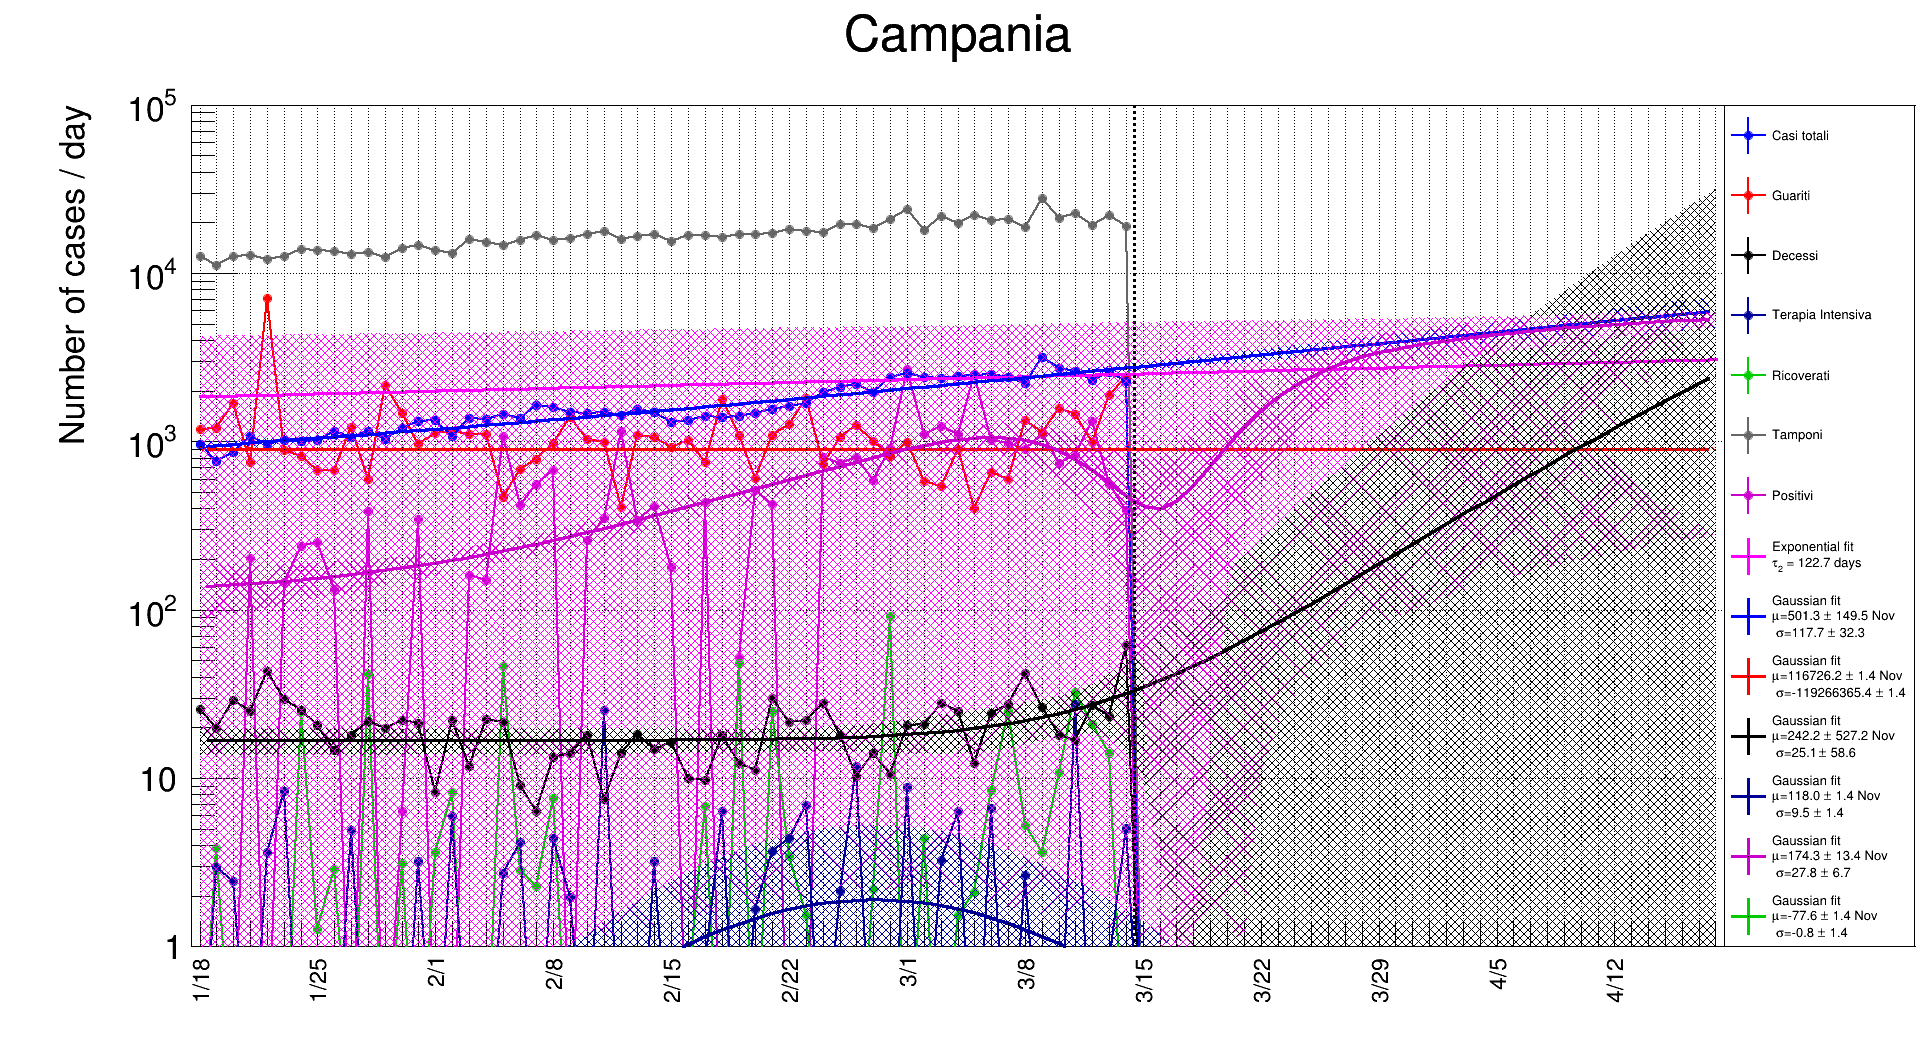 Campania
Number of cases / day
10^5
10^4
10^3
10^2
10
1
1/18
1/25
2/1
2/8
2/15
2/22
3/1
3/8
3/15
3/22
3/29
4/5
4/12
Casi totali
Guariti
Decessi
Terapia Intensiva
Ricoverati
Tamponi
Positivi
Exponential fit
τ₂ = 122.7 days
Gaussian fit
μ=501.3 ± 149.5 Nov
σ=117.7 ± 32.3
Gaussian fit
μ=116726.2 ± 1.4 Nov
σ=-119266365.4 ± 1.4
Gaussian fit
μ=242.2 ± 527.2 Nov
σ=25.1 ± 58.6
Gaussian fit
μ=118.0 ± 1.4 Nov
σ=9.5 ± 1.4
Gaussian fit
μ=174.3 ± 13.4 Nov
σ=27.8 ± 6.7
Gaussian fit
μ=-77.6 ± 1.4 Nov
σ=-0.8 ± 1.4